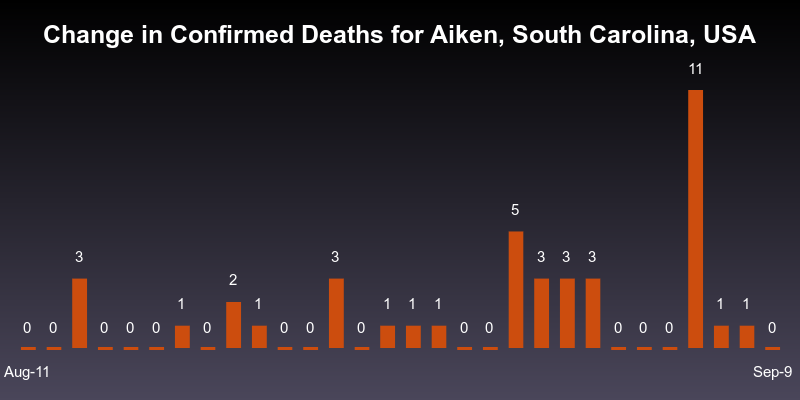 Change in Confirmed Deaths for Aiken, South Carolina, USA
11
5
3 3 3 3 3
2
1 1 1 1 1 1 1
0 0 0 0 0 0 0 0 0 0 0 0 0 0 0 0
Aug-11 Sep-9